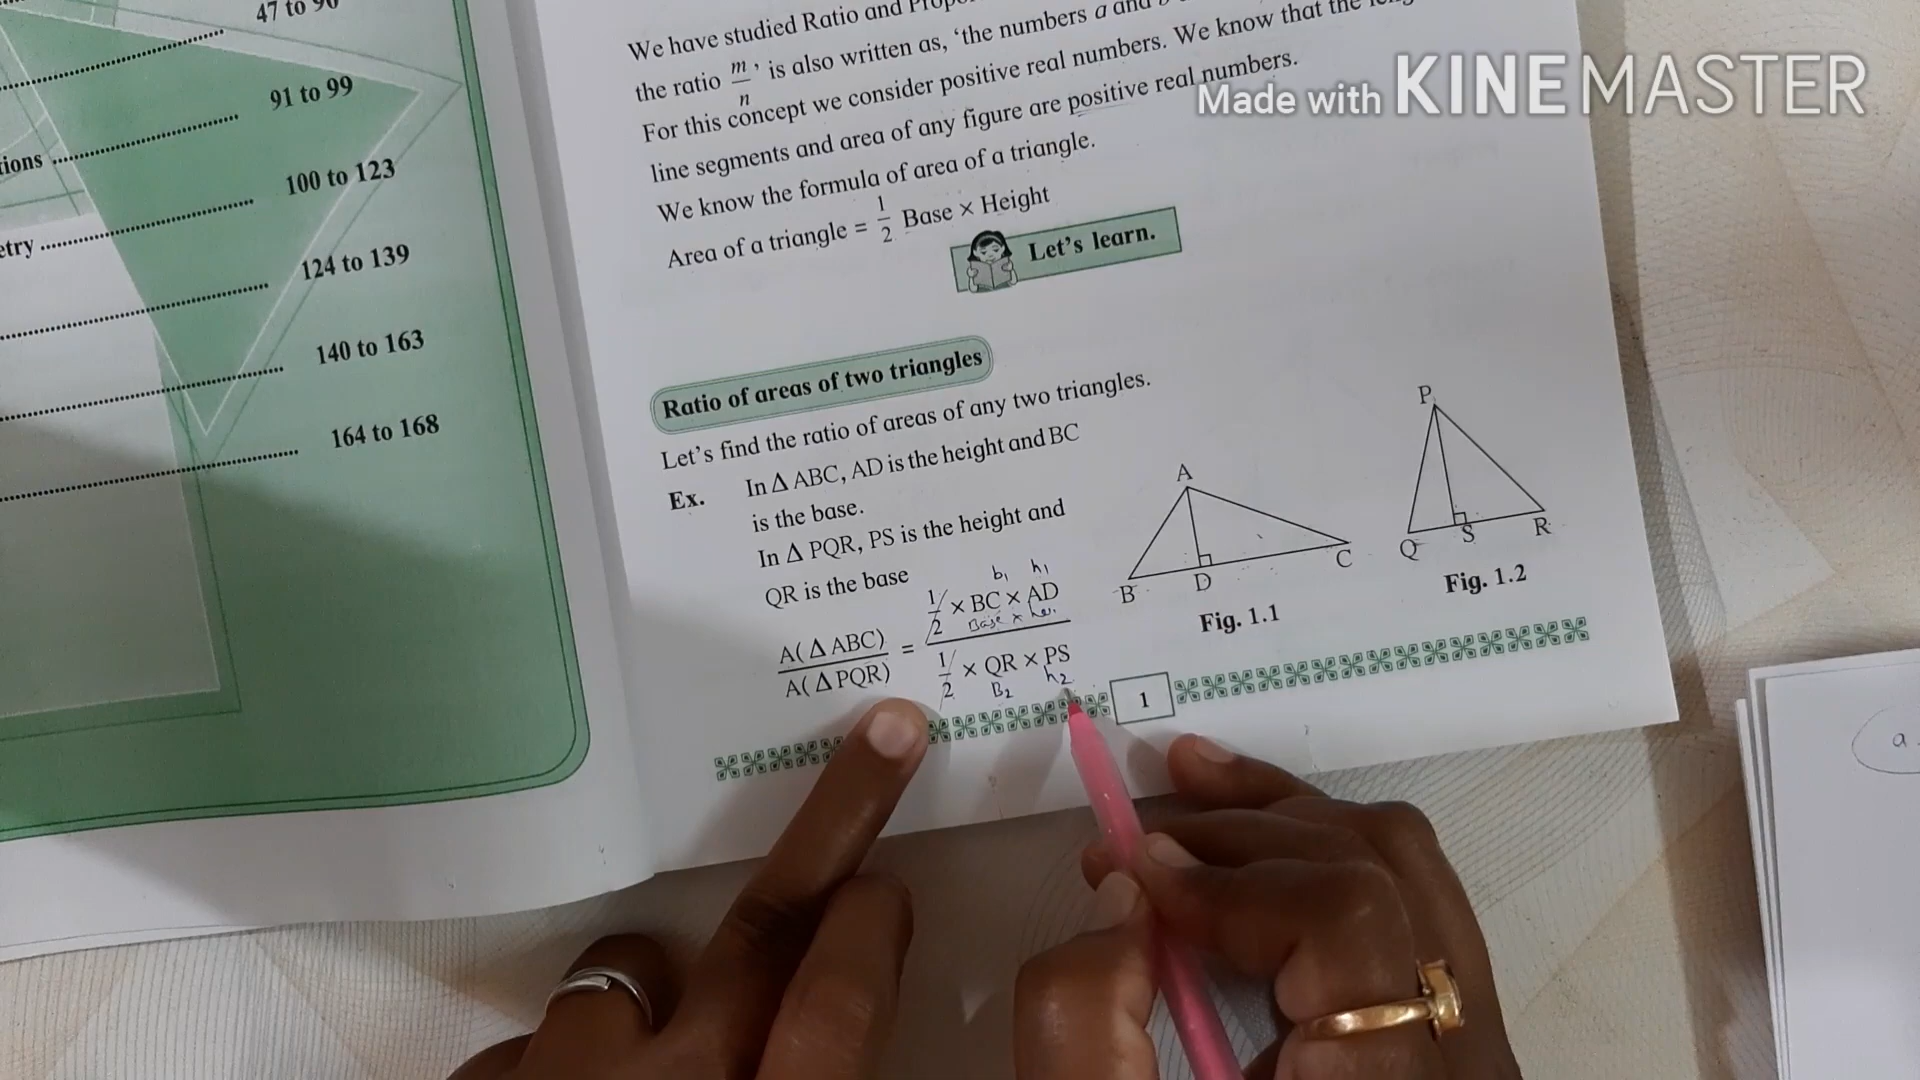 47 to 90
91 to 99
tions
100 to 123
etry
124 to 139
140 to 163
164 to 168
We have studied Ratio and
the ratio m/n' is also written as, 'the numbers a and
For this concept we consider positive real numbers. We know that the
line segments and area of any figure are positive real numbers.
We know the formula of area of a triangle.
Area of a triangle = 1/2 Base × Height
Let's learn.
Ratio of areas of two triangles
Let's find the ratio of areas of any two triangles.
Ex. In Δ ABC, AD is the height and BC
is the base.
In Δ PQR, PS is the height and
QR is the base
b₁ h₁
A(Δ ABC)/A(Δ PQR) = 1/2 × BC × AD
Base ×
1/2 × QR × PS
B₂ h₂
A
B
D
C
Fig. 1.1
P
Q
S
R
Fig. 1.2
1
a
Made with KINEMASTER